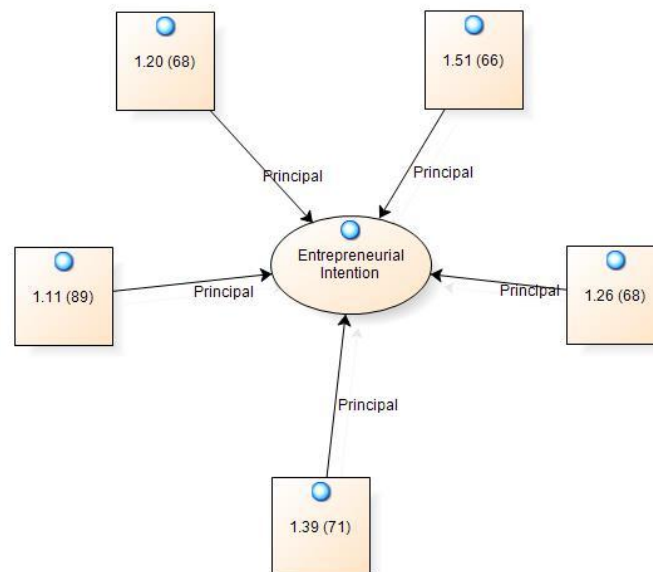 1.20 (68)
1.51 (66)
Principal
Principal
Entrepreneurial
Intention
1.11 (89)
Principal
Principal
1.26 (68)
Principal
1.39 (71)